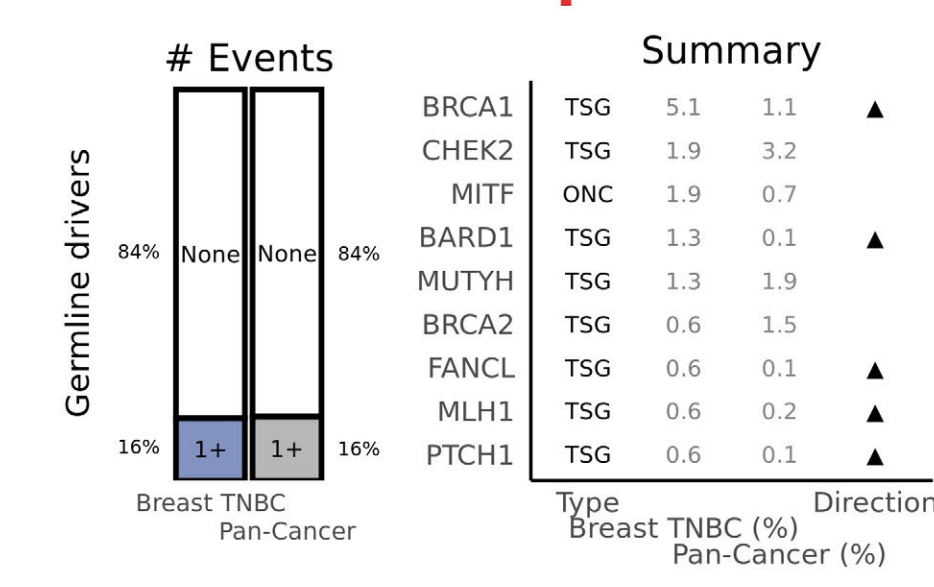 # Events
Germline drivers
84%
None
None
84%
16%
1+
1+
16%
Breast TNBC
Pan-Cancer
Summary
BRCA1 TSG 5.1 1.1 ▲
CHEK2 TSG 1.9 3.2
MITF ONC 1.9 0.7
BARD1 TSG 1.3 0.1 ▲
MUTYH TSG 1.3 1.9
BRCA2 TSG 0.6 1.5
FANCL TSG 0.6 0.1 ▲
MLH1 TSG 0.6 0.2 ▲
PTCH1 TSG 0.6 0.1 ▲
Type Direction
Breast TNBC (%)
Pan-Cancer (%)